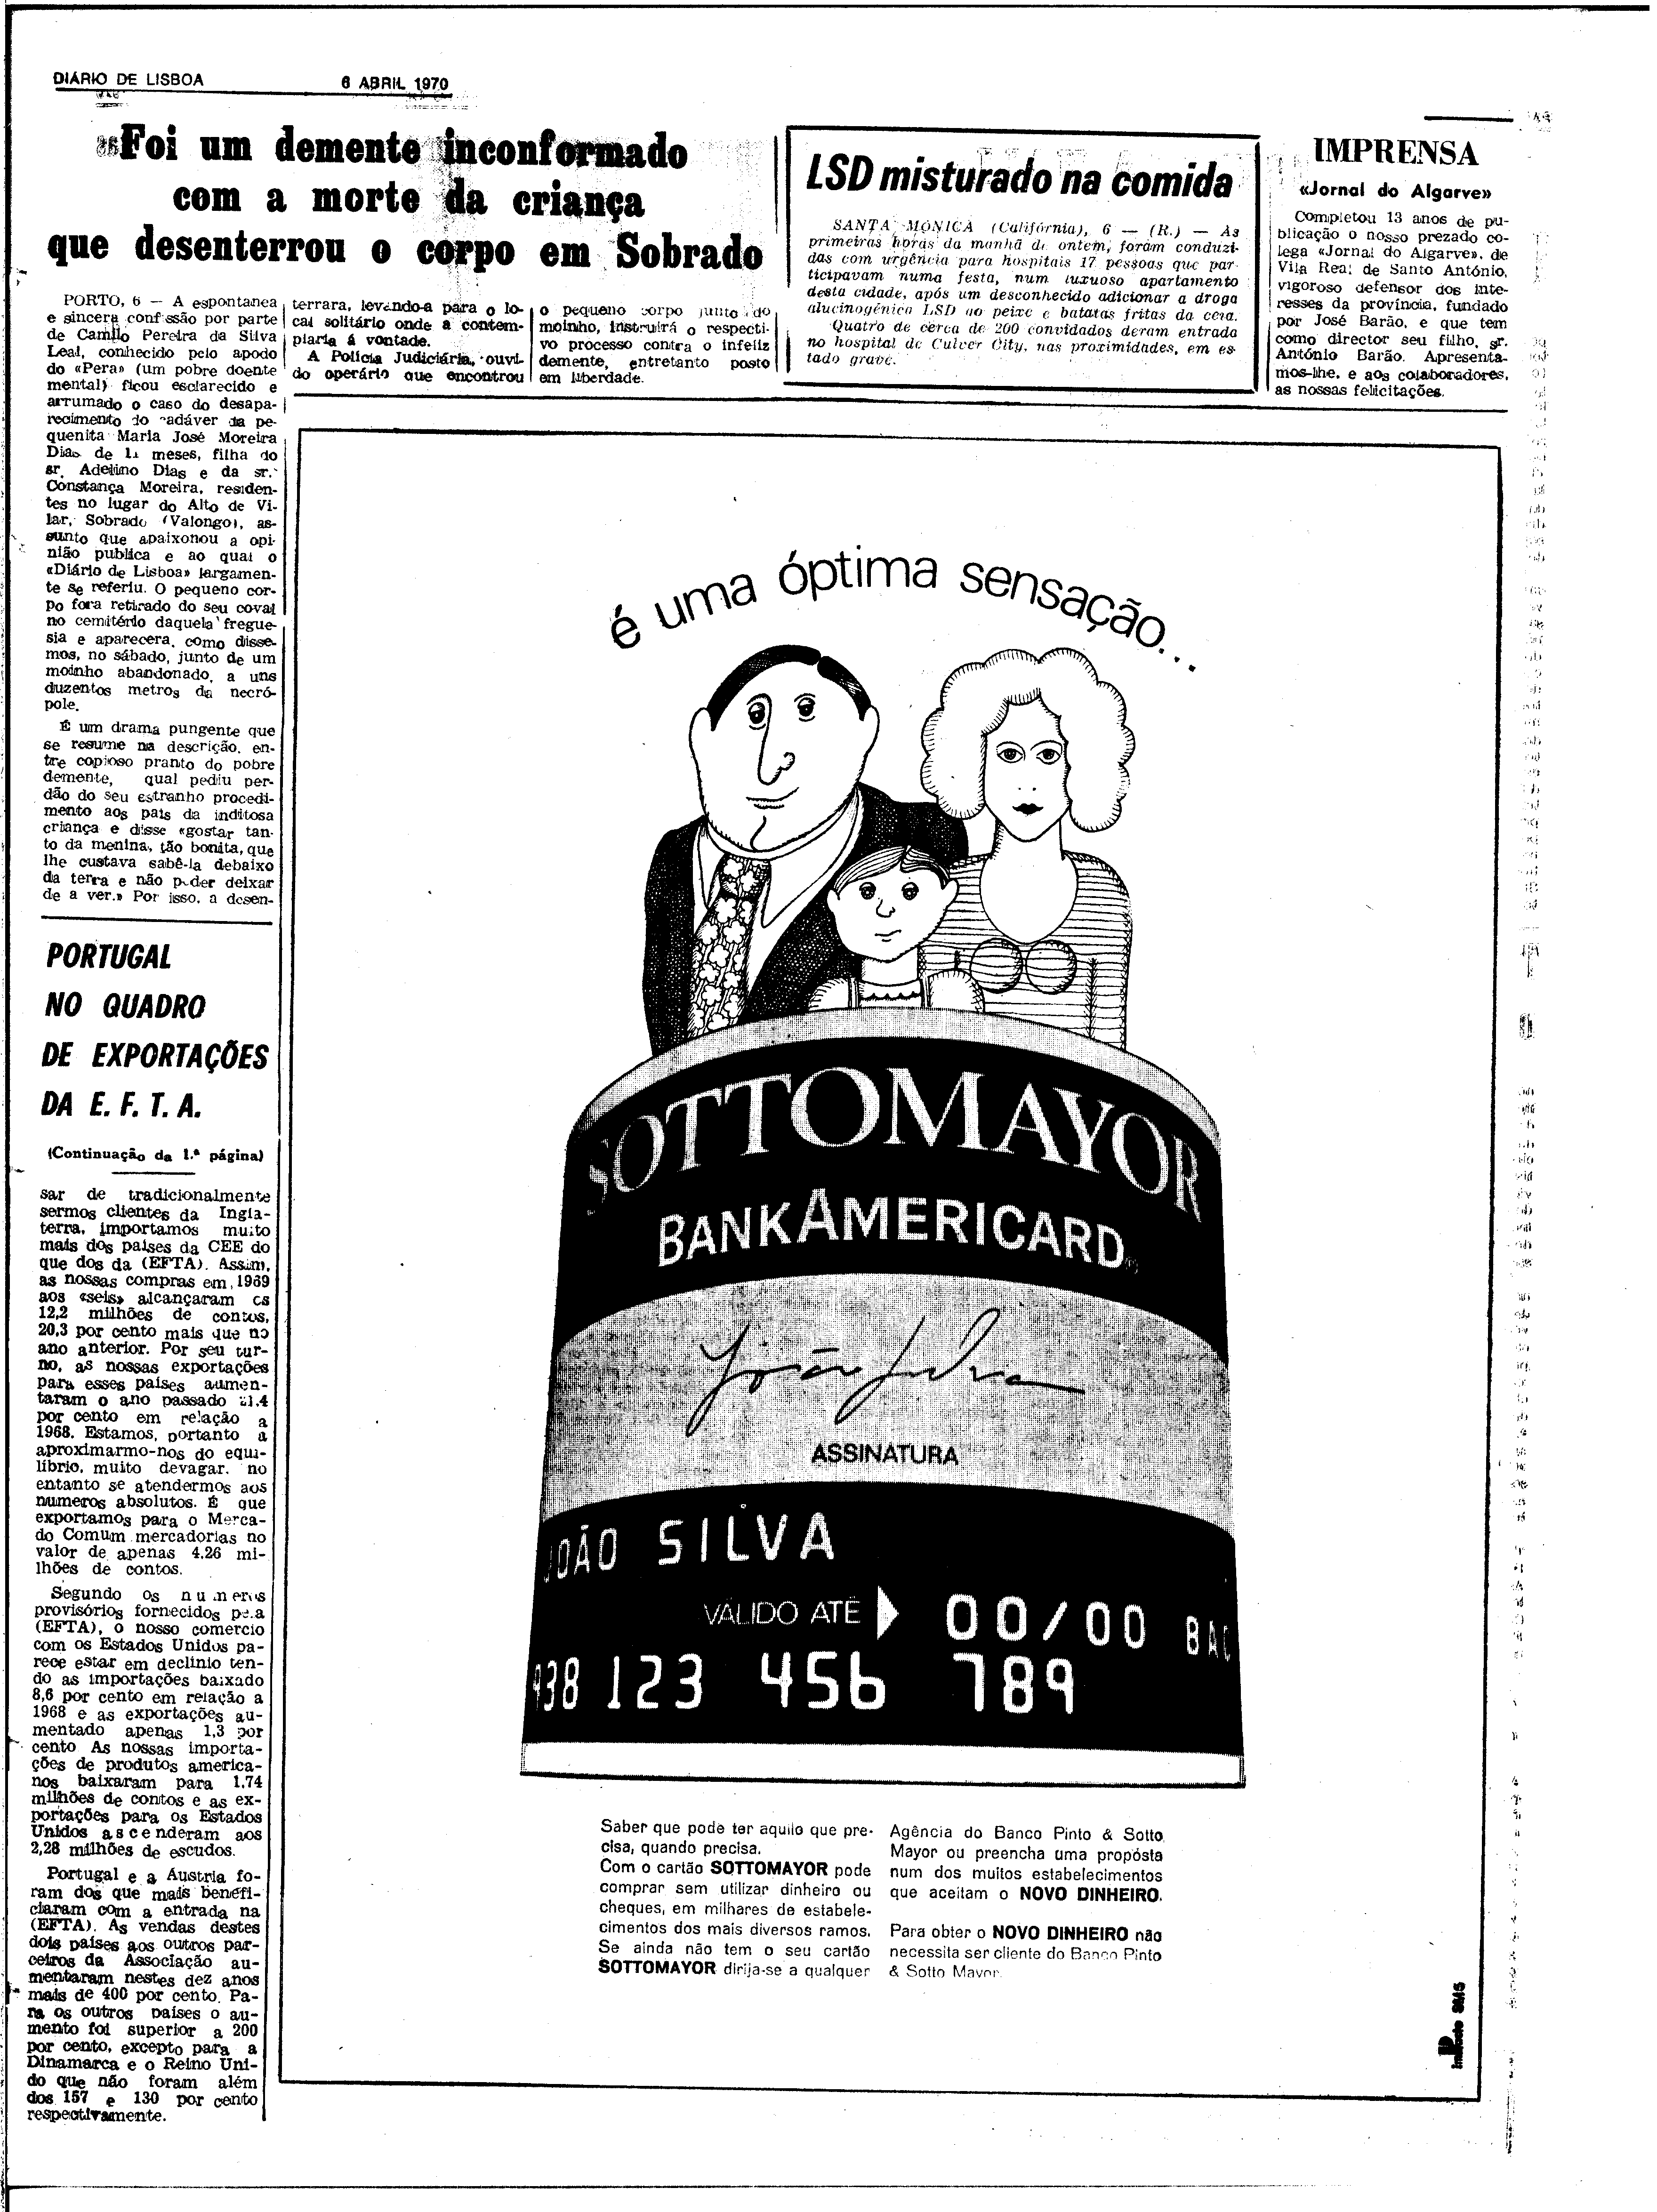 DIÁRIO DE LISBOA
6 ABRIL 1970
«Foi um demente inconformado
com a morte da criança
que desenterrou o corpo em Sobrado
PORTO, 6 — A espontanea
e sincera confissão por parte
de Camilo Pereira da Silva
Leal, conhecido pelo apodo
do «Pera» (um pobre doente
mental) ficou esclarecido e
arrumado o caso do desapa-
recimento do cadáver da pe-
quenita Maria José Moreira
Dias de 11 meses, filha do
sr. Adelino Dias e da sr.ª
Constança Moreira, residen-
tes no lugar do Alto de Vi-
lar, Sobrado (Valongo), as-
sunto que apaixonou a opi-
nião publica e ao qual o
«Diário de Lisboa» largamen-
te se referiu. O pequeno cor-
po fora retirado do seu coval
no cemitério daquela fregue-
sia e aparecera, como disse-
mos, no sábado, junto de um
moinho abandonado, a uns
duzentos metros da necró-
pole.
É um drama pungente que
se resume na descrição, en-
tre copioso pranto do pobre
demente, qual pediu per-
dão do seu estranho procedi-
mento aos pais da inditosa
criança e disse «gostar tan-
to da menina, tão bonita, que
lhe custava sabê-la debaixo
da terra e não poder deixar
de a ver.» Por isso, a desen-
terrara, levando-a para o lo-
cal solitário onde a contem-
plaria à vontade.
A Polícia Judiciária, ouvi-
do operário que encontrou
o pequeno corpo junto do
moinho, instruirá o respecti-
vo processo contra o infeliz
demente, entretanto posto
em liberdade.
LSD misturado na comida
SANTA MÓNICA (Califórnia), 6 — (R.) — As
primeiras horas da manhã de ontem, foram conduzi-
das com urgência para hospitais 17 pessoas que par-
ticipavam numa festa, num luxuoso apartamento
desta cidade, após um desconhecido adicionar a droga
alucinogénica LSD ao peixe e batatas fritas da ceia.
Quatro de cerca de 200 convidados deram entrada
no hospital de Culver City, nas proximidades, em es-
tado grave.
IMPRENSA
«Jornal do Algarve»
Completou 13 anos de pu-
blicação o nosso prezado co-
lega «Jornal do Algarve», de
Vila Real de Santo António,
vigoroso defensor dos inte-
resses da província, fundado
por José Barão, e que tem
como director seu filho, sr.
António Barão. Apresenta-
mos-lhe, e aos colaboradores,
as nossas felicitações.
PORTUGAL
NO QUADRO
DE EXPORTAÇÕES
DA E. F. T. A.
(Continuação da 1.ª página)
sar de tradicionalmente
sermos clientes da Ingla-
terra, importamos muito
mais dos países da CEE do
que dos da (EFTA). Assim,
as nossas compras em 1969
aos «seis» alcançaram os
12,2 milhões de contos,
20,3 por cento mais que no
ano anterior. Por seu tur-
no, as nossas exportações
para esses países aumen-
taram o ano passado 21,4
por cento em relação a
1968. Estamos, portanto a
aproximarmo-nos do equi-
líbrio, muito devagar, no
entanto se atendermos aos
numeros absolutos. É que
exportamos para o Merca-
do Comum mercadorias no
valor de apenas 4,26 mi-
lhões de contos.
Segundo os numeros
provisórios fornecidos pela
(EFTA), o nosso comercio
com os Estados Unidos pa-
rece estar em declínio ten-
do as importações baixado
8,6 por cento em relação a
1968 e as exportações au-
mentado apenas 1,3 por
cento As nossas importa-
ções de produtos america-
nos baixaram para 1,74
milhões de contos e as ex-
portações para os Estados
Unidos ascenderam aos
2,28 milhões de escudos.
Portugal e a Áustria fo-
ram dos que mais benefi-
ciaram com a entrada na
(EFTA). As vendas destes
dois países aos outros par-
ceiros da Associação au-
mentaram nestes dez anos
mais de 400 por cento. Pa-
ra os outros países o au-
mento foi superior a 200
por cento, excepto para a
Dinamarca e o Reino Uni-
do que não foram além
dos 157 e 130 por cento
respectivamente.
é uma óptima sensação...
SOTTOMAYOR
BANKAMERICARD
João Silva
ASSINATURA
JOÃO SILVA
VÁLIDO ATÉ 00/00 BAC
938 123 456 789
Saber que pode ter aquilo que pre-
cisa, quando precisa.
Com o cartão SOTTOMAYOR pode
comprar sem utilizar dinheiro ou
cheques, em milhares de estabele-
cimentos dos mais diversos ramos.
Se ainda não tem o seu cartão
SOTTOMAYOR dirija-se a qualquer
Agência do Banco Pinto & Sotto
Mayor ou preencha uma propósta
num dos muitos estabelecimentos
que aceitam o NOVO DINHEIRO.
Para obter o NOVO DINHEIRO não
necessita ser cliente do Banco Pinto
& Sotto Mayor.